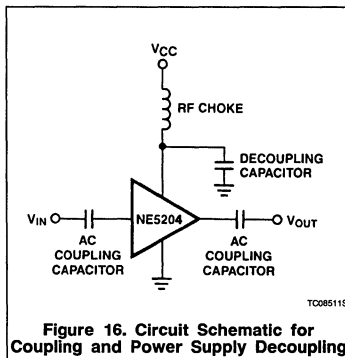 VCC
RF CHOKE
DECOUPLING
CAPACITOR
VIN
NE5204
VOUT
AC
COUPLING
CAPACITOR
AC
COUPLING
CAPACITOR
TC08511S
Figure 16. Circuit Schematic for
Coupling and Power Supply Decoupling